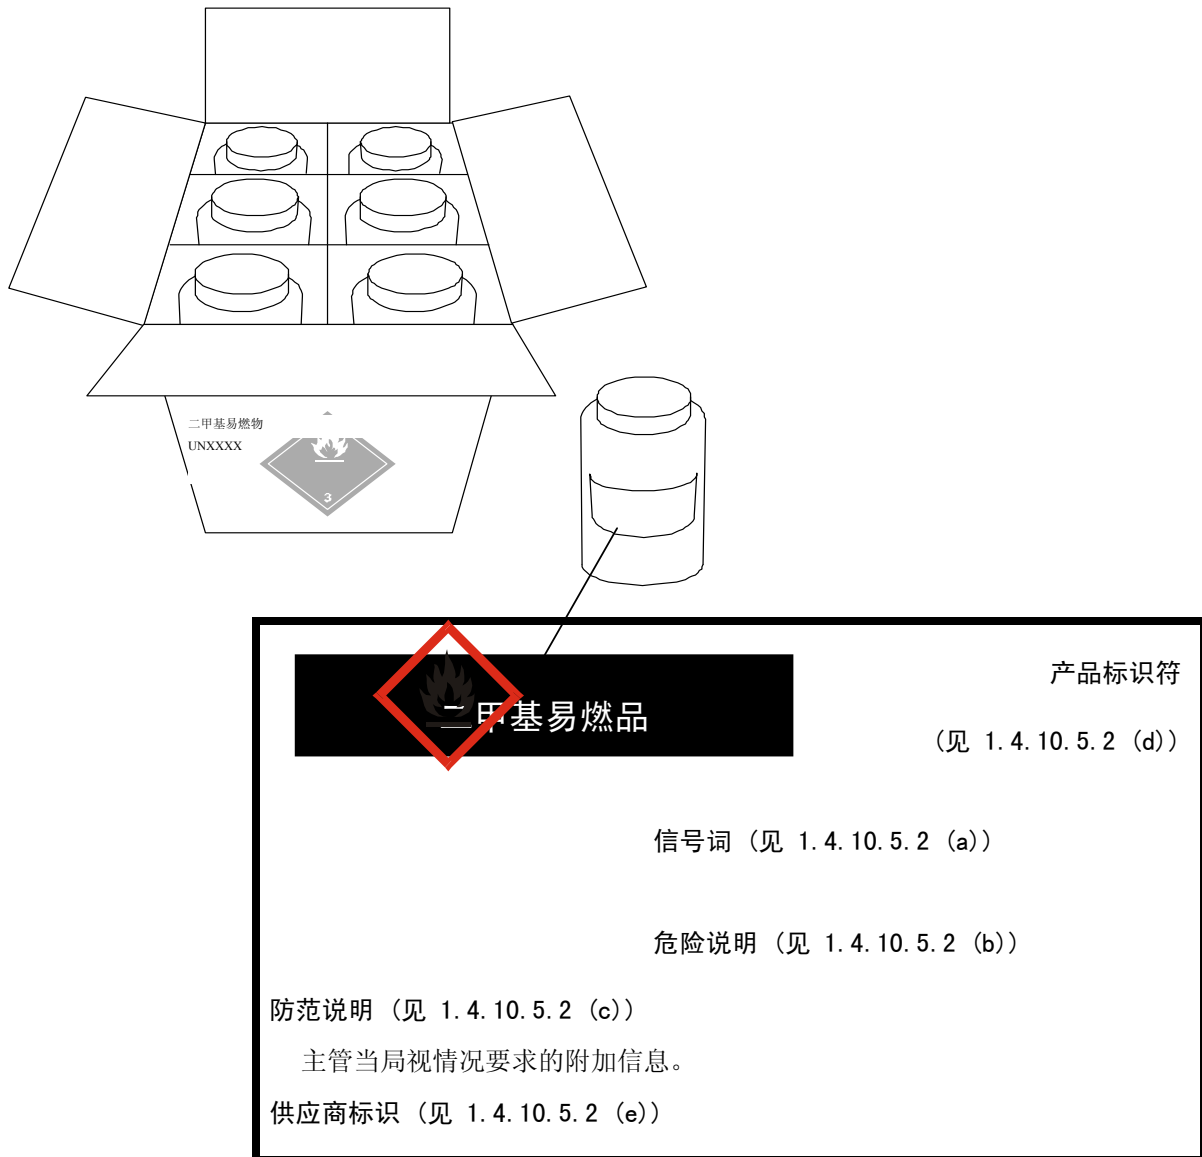 二甲基易燃物
UNXXXX
3
二甲基易燃品
产品标识符
(见 1.4.10.5.2 (d))
信号词 (见 1.4.10.5.2 (a))
危险说明 (见 1.4.10.5.2 (b))
防范说明 (见 1.4.10.5.2 (c))
主管当局视情况要求的附加信息。
供应商标识 (见 1.4.10.5.2 (e))